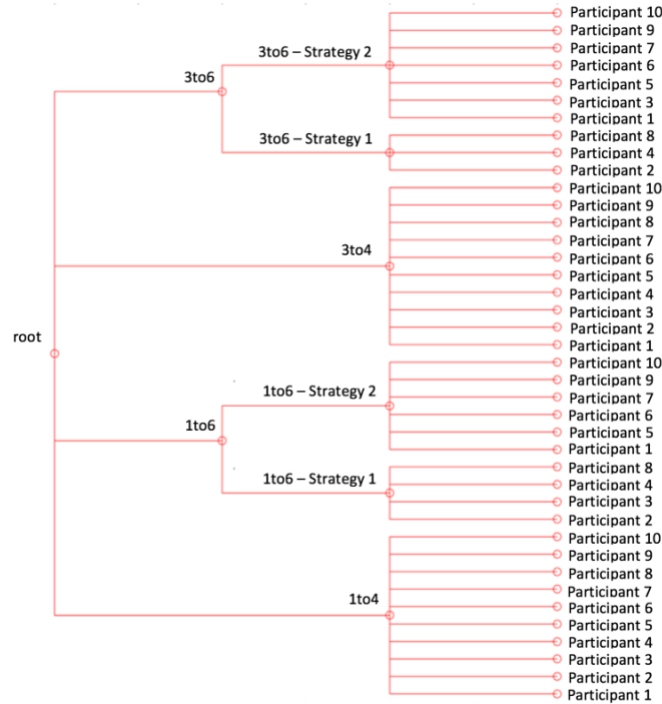 Participant 10
Participant 9
3to6 – Strategy 2
Participant 7
Participant 6
3to6
Participant 5
Participant 3
Participant 1
3to6 – Strategy 1
Participant 8
Participant 4
Participant 2
Participant 10
Participant 9
Participant 8
Participant 7
3to4
Participant 6
Participant 5
Participant 4
Participant 3
Participant 2
root
Participant 1
Participant 10
Participant 9
1to6 – Strategy 2
Participant 7
Participant 6
1to6
Participant 5
Participant 1
Participant 8
1to6 – Strategy 1
Participant 4
Participant 3
Participant 2
Participant 10
Participant 9
Participant 8
Participant 7
1to4
Participant 6
Participant 5
Participant 4
Participant 3
Participant 2
Participant 1